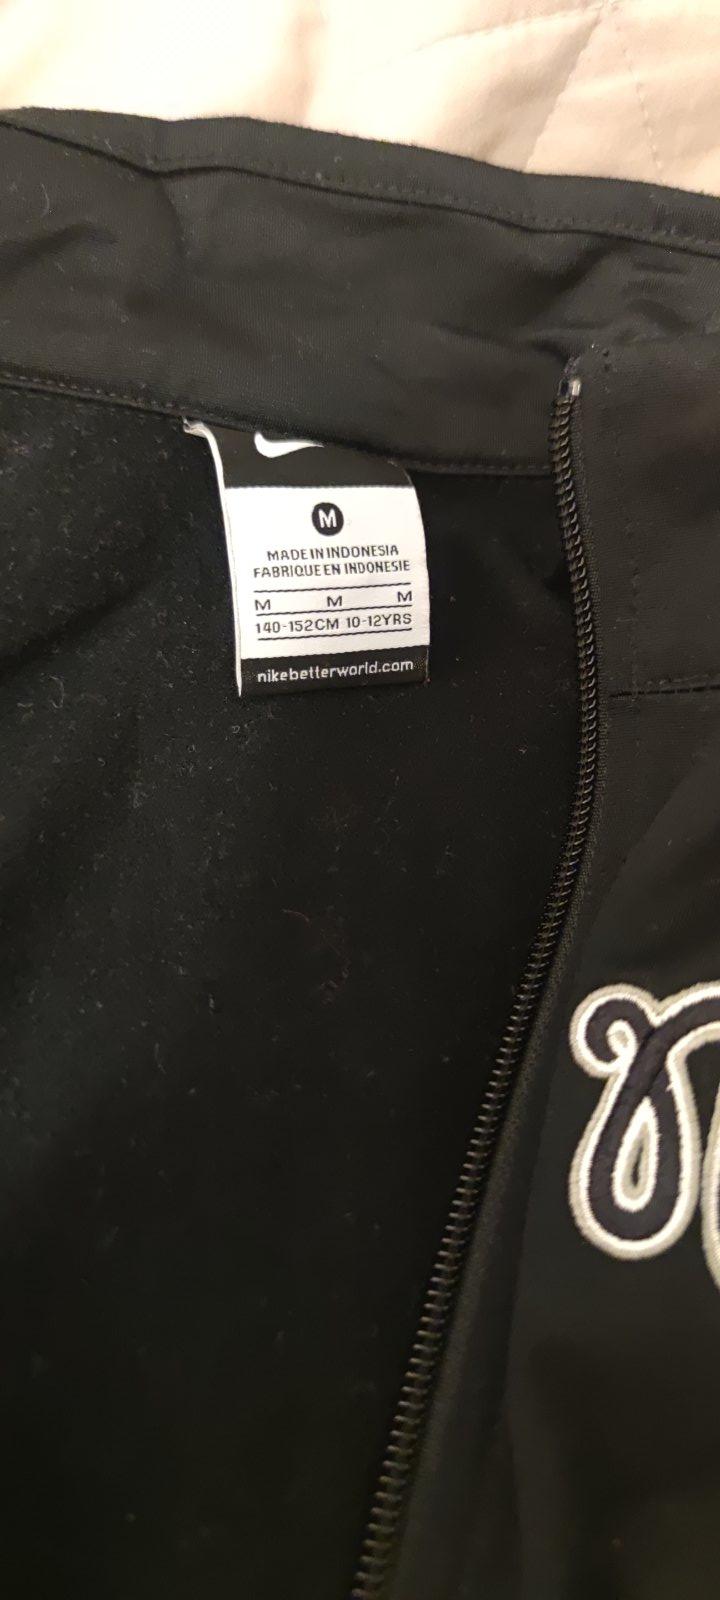 M
MADE IN INDONESIA
FABRIQUE EN INDONESIE
M M M
140-152CM 10-12YRS
nikebetterworld.com